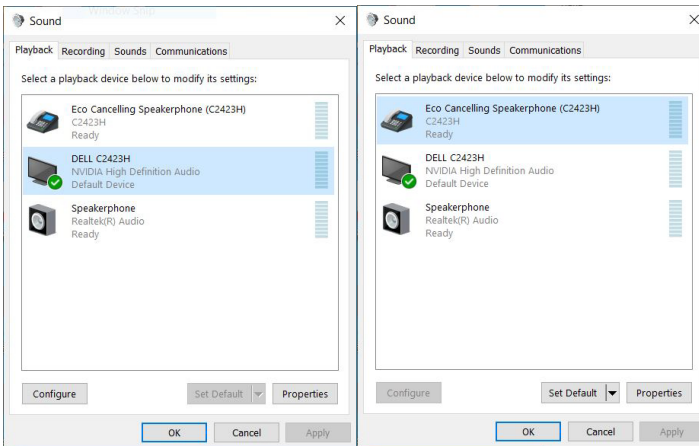 Window Snip
Sound
Playback Recording Sounds Communications
Select a playback device below to modify its settings:
Eco Cancelling Speakerphone (C2423H)
C2423H
Ready
DELL C2423H
NVIDIA High Definition Audio
Default Device
Speakerphone
Realtek(R) Audio
Ready
Configure Set Default Properties
OK Cancel Apply
Sound
Playback Recording Sounds Communications
Select a playback device below to modify its settings:
Eco Cancelling Speakerphone (C2423H)
C2423H
Ready
DELL C2423H
NVIDIA High Definition Audio
Default Device
Speakerphone
Realtek(R) Audio
Ready
Configure Set Default Properties
OK Cancel Apply